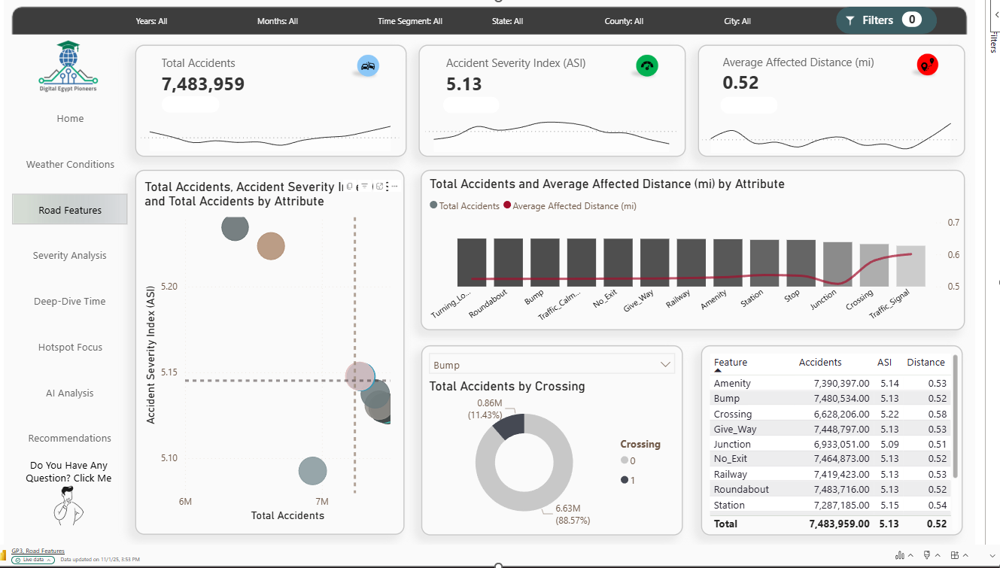 Years: All
Months: All
Time Segment: All
State: All
County: All
City: All
Filters 0
Filters
Digital Egypt Pioneers
Home
Weather Conditions
Road Features
Severity Analysis
Deep-Dive Time
Hotspot Focus
AI Analysis
Recommendations
Do You Have Any
Question? Click Me
Total Accidents
7,483,959
Accident Severity Index (ASI)
5.13
Average Affected Distance (mi)
0.52
Total Accidents, Accident Severity
and Total Accidents by Attribute
Accident Severity Index (ASI)
5.20
5.15
5.10
6M
7M
Total Accidents
Total Accidents and Average Affected Distance (mi) by Attribute
Total Accidents
Average Affected Distance (mi)
0.7
0.6
0.5
Turning_Lo...
Roundabout
Bump
Traffic_Calm...
No_Exit
Give_Way
Railway
Amenity
Station
Stop
Junction
Crossing
Traffic_Signal
Bump
Total Accidents by Crossing
0.86M
(11.43%)
6.63M
(88.57%)
Crossing
0
1
Feature Accidents ASI Distance
Amenity 7,390,397.00 5.14 0.53
Bump 7,480,534.00 5.13 0.52
Crossing 6,628,206.00 5.22 0.58
Give_Way 7,448,797.00 5.13 0.53
Junction 6,933,051.00 5.09 0.51
No_Exit 7,464,873.00 5.13 0.52
Railway 7,419,423.00 5.13 0.53
Roundabout 7,483,716.00 5.13 0.52
Station 7,287,185.00 5.15 0.54
Total 7,483,959.00 5.13 0.52
GP3, Road Features
Live data
Data updated on 11/1/25, 3:53 PM